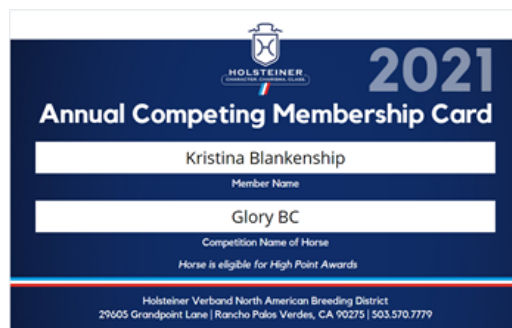 HOLSTEINER
CHARACTER. CHARISMA. CLASS.
2021
Annual Competing Membership Card
Kristina Blankenship
Member Name
Glory BC
Competition Name of Horse
Horse is eligible for High Point Awards
Holsteiner Verband North American Breeding District
29605 Grandpoint Lane | Rancho Palos Verdes, CA 90275 | 503.570.7779